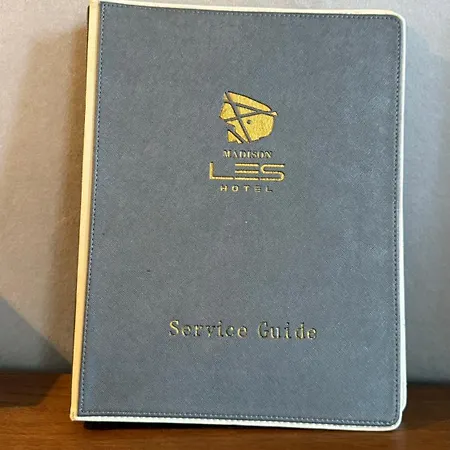 MADISON
LES
HOTEL
Service Guide